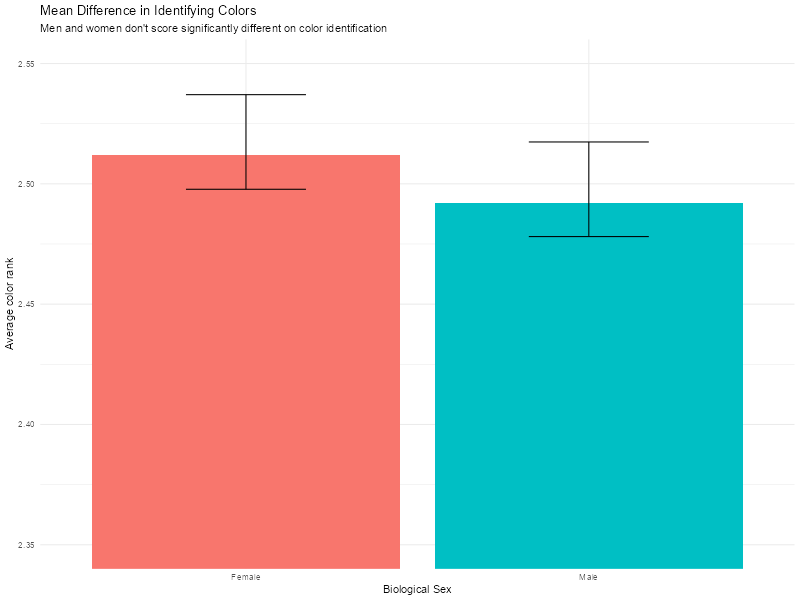 Mean Difference in Identifying Colors
Men and women don't score significantly different on color identification
2.55
2.50
2.45
2.40
2.35
Average color rank
Female
Male
Biological Sex